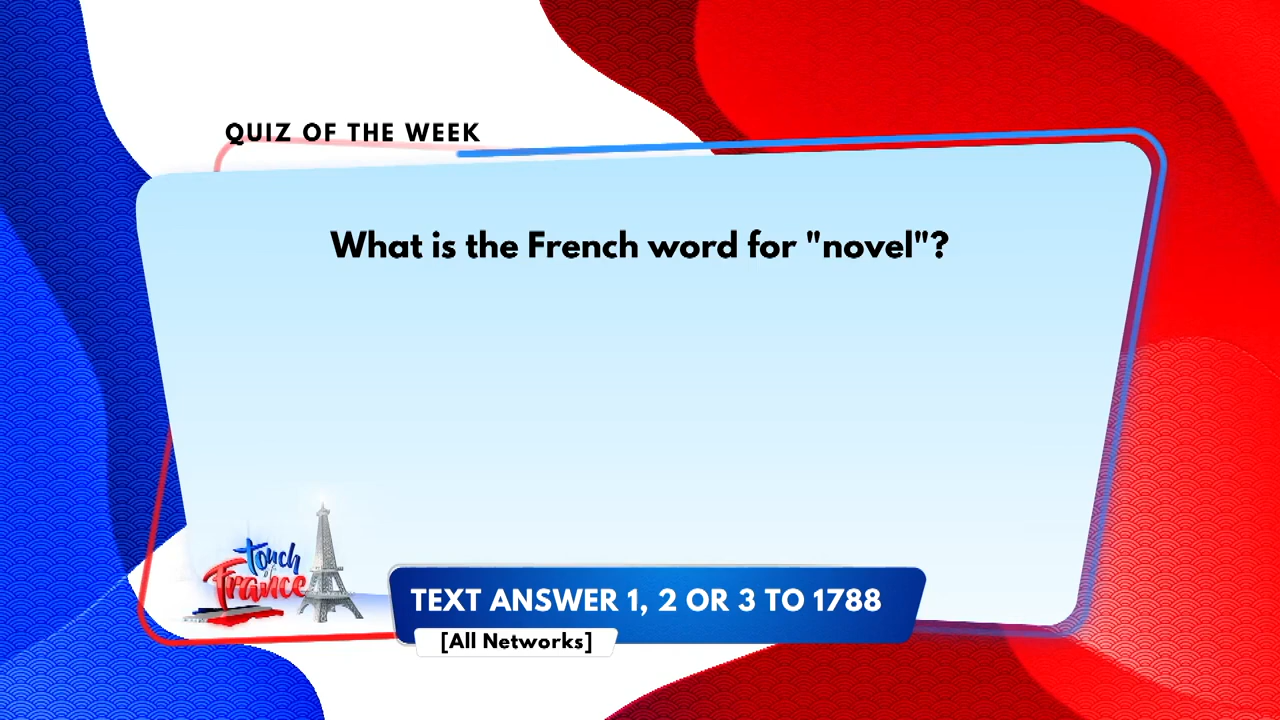 QUIZ OF THE WEEK
What is the French word for "novel"?
touch
of
France
TEXT ANSWER 1, 2 OR 3 TO 1788
[All Networks]